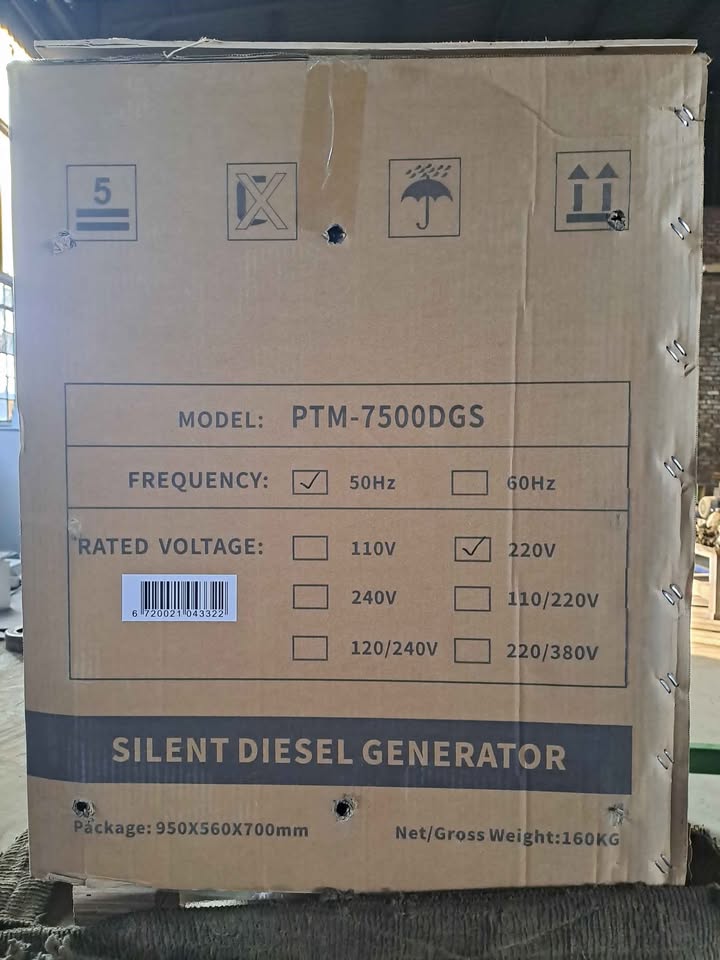 5
MODEL: PTM-7500DGS
FREQUENCY: 50Hz 60Hz
RATED VOLTAGE: 110V 220V
240V 110/220V
6 720021 043322
120/240V 220/380V
SILENT DIESEL GENERATOR
Package: 950X560X700mm Net/Gross Weight:160KG